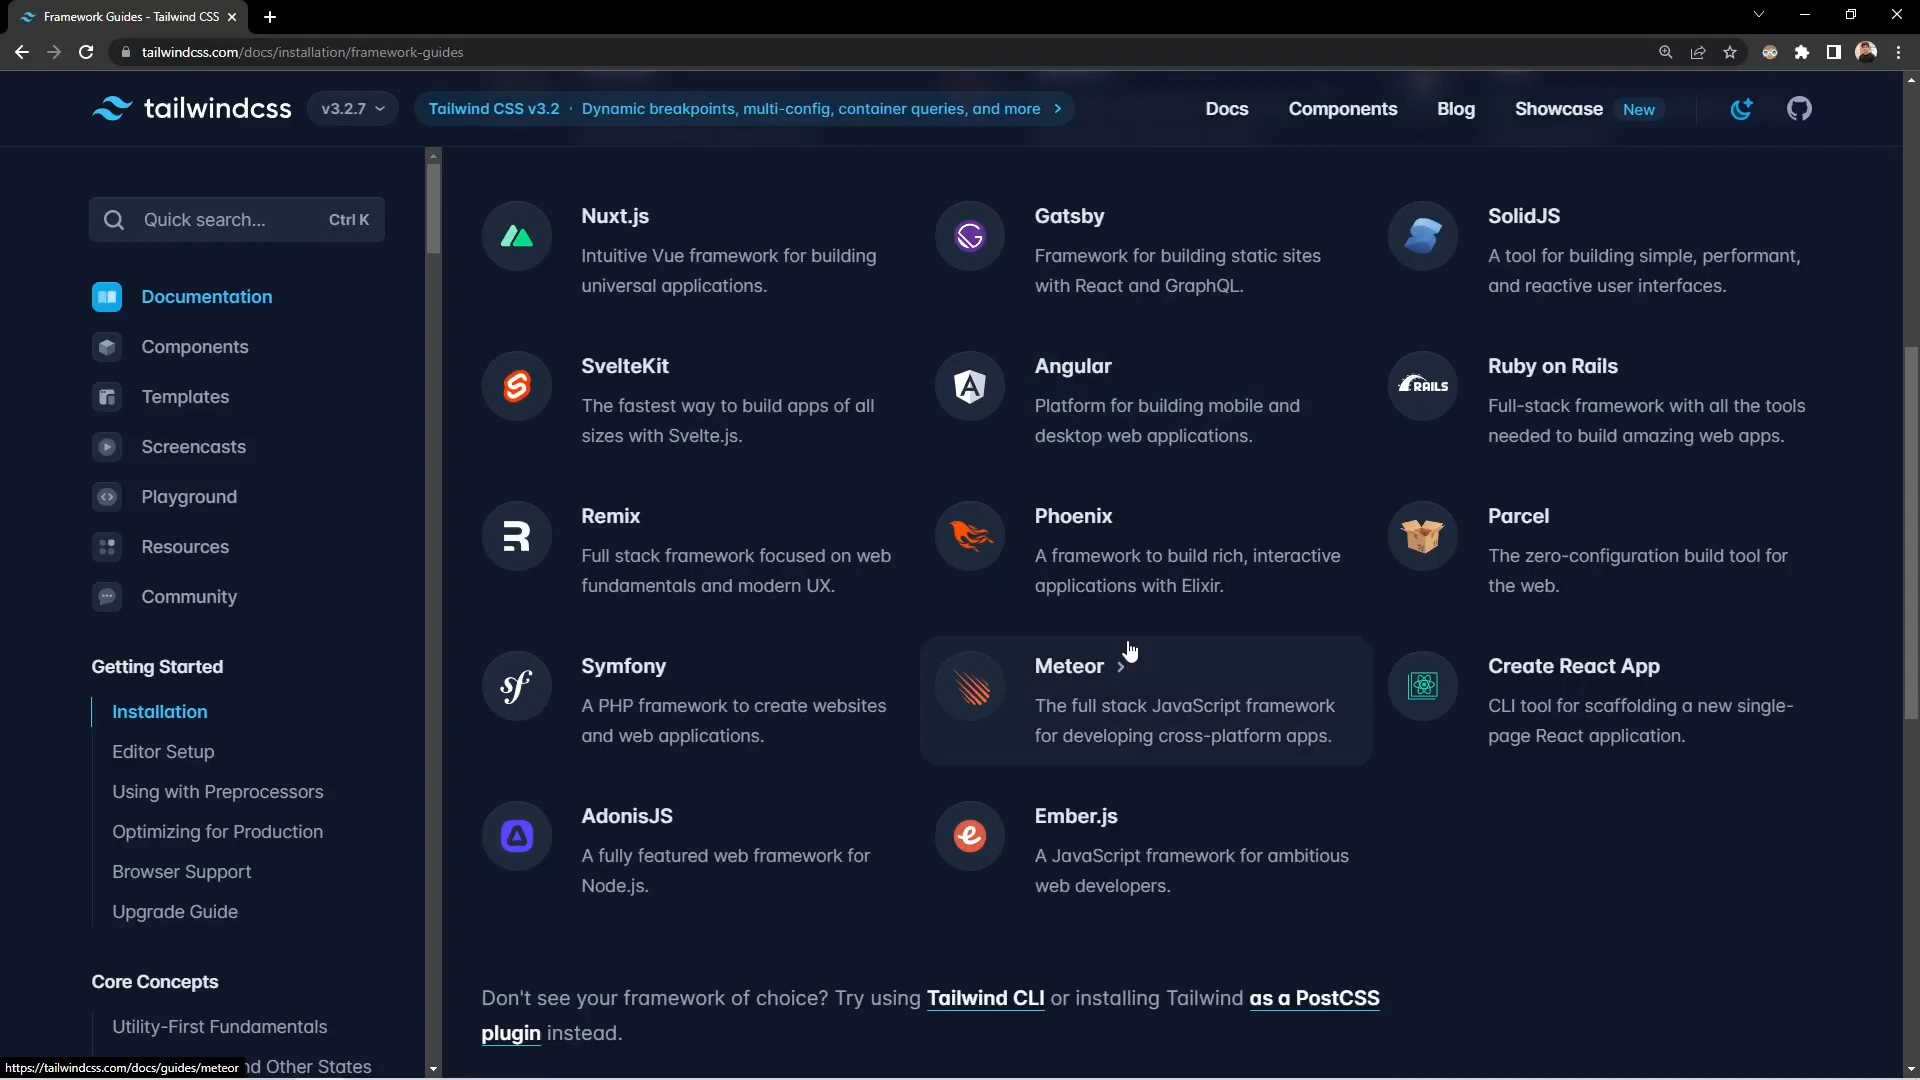 Framework Guides - Tailwind CSS
tailwindcss.com/docs/installation/framework-guides
tailwindcss
v3.2.7
Tailwind CSS v3.2 · Dynamic breakpoints, multi-config, container queries, and more
Docs
Components
Blog
Showcase
New
Quick search...
Ctrl K
Documentation
Components
Templates
Screencasts
Playground
Resources
Community
Getting Started
Installation
Editor Setup
Using with Preprocessors
Optimizing for Production
Browser Support
Upgrade Guide
Core Concepts
Utility-First Fundamentals
nd Other States
https://tailwindcss.com/docs/guides/meteor
Nuxt.js
Intuitive Vue framework for building
universal applications.
Gatsby
Framework for building static sites
with React and GraphQL.
SolidJS
A tool for building simple, performant,
and reactive user interfaces.
SvelteKit
The fastest way to build apps of all
sizes with Svelte.js.
Angular
Platform for building mobile and
desktop web applications.
RAILS
Ruby on Rails
Full-stack framework with all the tools
needed to build amazing web apps.
Remix
Full stack framework focused on web
fundamentals and modern UX.
Phoenix
A framework to build rich, interactive
applications with Elixir.
Parcel
The zero-configuration build tool for
the web.
Symfony
A PHP framework to create websites
and web applications.
Meteor
The full stack JavaScript framework
for developing cross-platform apps.
Create React App
CLI tool for scaffolding a new single-
page React application.
AdonisJS
A fully featured web framework for
Node.js.
Ember.js
A JavaScript framework for ambitious
web developers.
Don't see your framework of choice? Try using Tailwind CLI or installing Tailwind as a PostCSS
plugin instead.